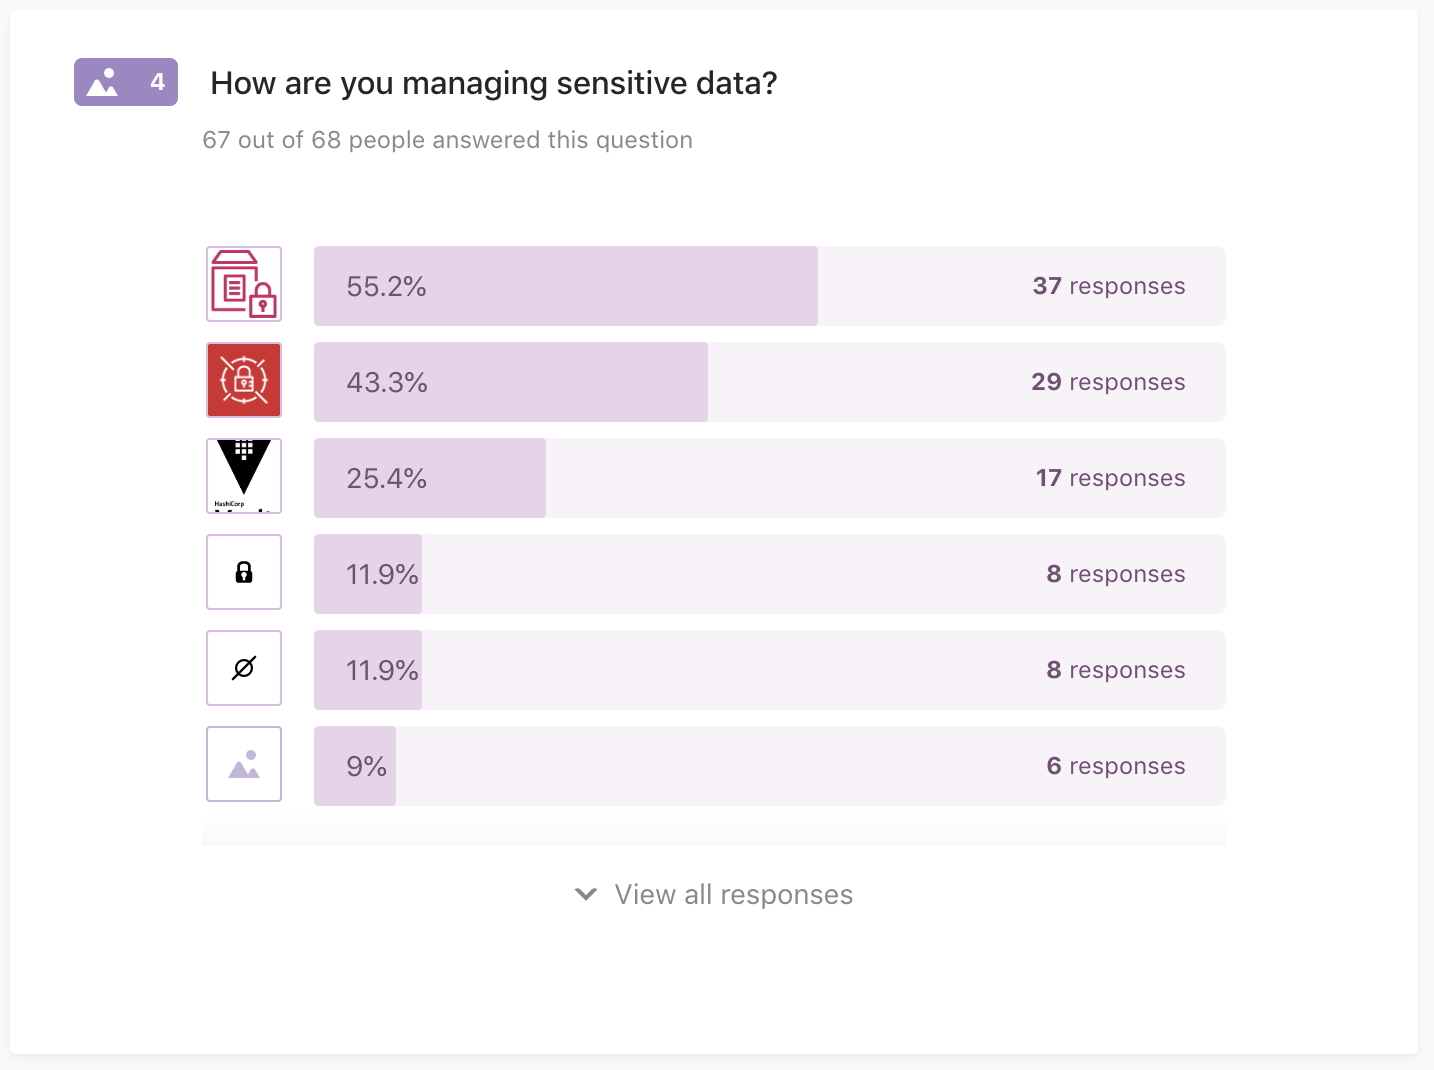 4
How are you managing sensitive data?
67 out of 68 people answered this question
55.2%
37 responses
43.3%
29 responses
HashiCorp
25.4%
17 responses
11.9%
8 responses
11.9%
8 responses
9%
6 responses
View all responses